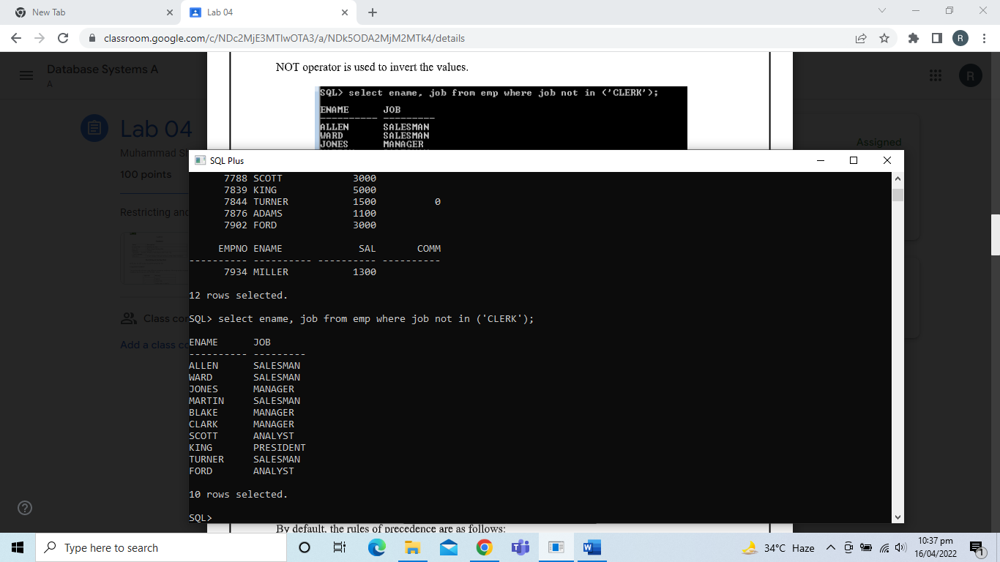 New Tab
Lab 04
classroom.google.com/c/NDc2MjE3MTIwOTA3/a/NDk5ODA2MjM2MTk4/details
R
Database Systems A
A
R
NOT operator is used to invert the values.
SQL> select ename, job from emp where job not in ('CLERK');
ENAME JOB
---------- ---------
ALLEN SALESMAN
WARD SALESMAN
JONES MANAGER
Lab 04
Muhammad S
100 points
Restricting and
Class co
Add a class co
Assigned
SQL Plus
7788 SCOTT 3000
7839 KING 5000
7844 TURNER 1500 0
7876 ADAMS 1100
7902 FORD 3000
EMPNO ENAME SAL COMM
---------- ---------- ---------- ----------
7934 MILLER 1300
12 rows selected.
SQL> select ename, job from emp where job not in ('CLERK');
ENAME JOB
---------- ---------
ALLEN SALESMAN
WARD SALESMAN
JONES MANAGER
MARTIN SALESMAN
BLAKE MANAGER
CLARK MANAGER
SCOTT ANALYST
KING PRESIDENT
TURNER SALESMAN
FORD ANALYST
10 rows selected.
SQL>
By default, the rules of precedence are as follows:
Type here to search
34°C Haze
10:37 pm
16/04/2022
1